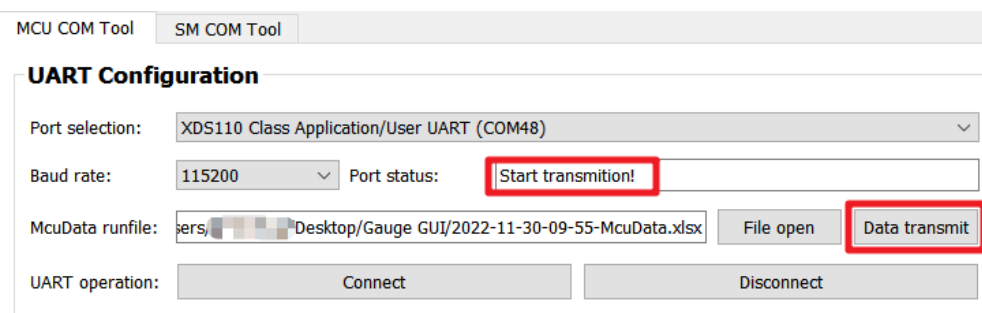 MCU COM Tool SM COM Tool
UART Configuration
Port selection: XDS110 Class Application/User UART (COM48)
Baud rate: 115200 Port status: Start transmition!
McuData runfile: sers/ Desktop/Gauge GUI/2022-11-30-09-55-McuData.xlsx File open Data transmit
UART operation: Connect Disconnect